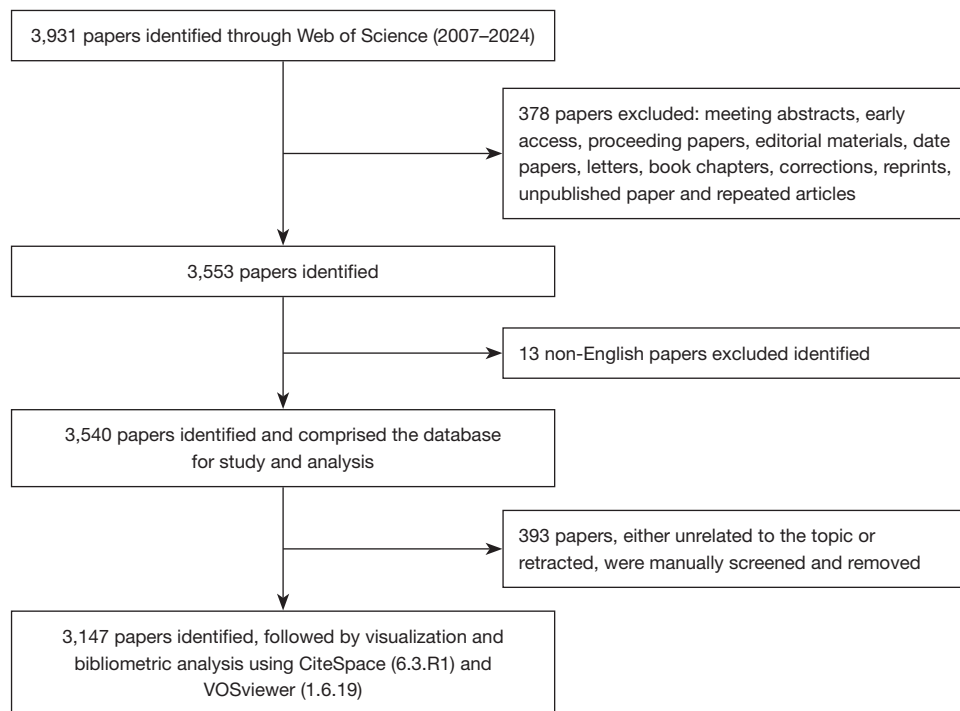 3,931 papers identified through Web of Science (2007–2024)
378 papers excluded: meeting abstracts, early
access, proceeding papers, editorial materials, date
papers, letters, book chapters, corrections, reprints,
unpublished paper and repeated articles
3,553 papers identified
13 non-English papers excluded identified
3,540 papers identified and comprised the database
for study and analysis
393 papers, either unrelated to the topic or
retracted, were manually screened and removed
3,147 papers identified, followed by visualization and
bibliometric analysis using CiteSpace (6.3.R1) and
VOSviewer (1.6.19)